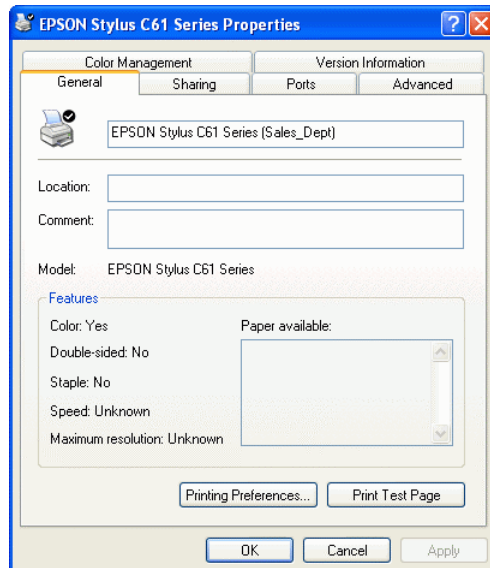 EPSON Stylus C61 Series Properties
Color Management Version Information
General Sharing Ports Advanced
EPSON Stylus C61 Series (Sales_Dept)
Location:
Comment:
Model: EPSON Stylus C61 Series
Features
Color: Yes Paper available:
Double-sided: No
Staple: No
Speed: Unknown
Maximum resolution: Unknown
Printing Preferences... Print Test Page
OK Cancel Apply